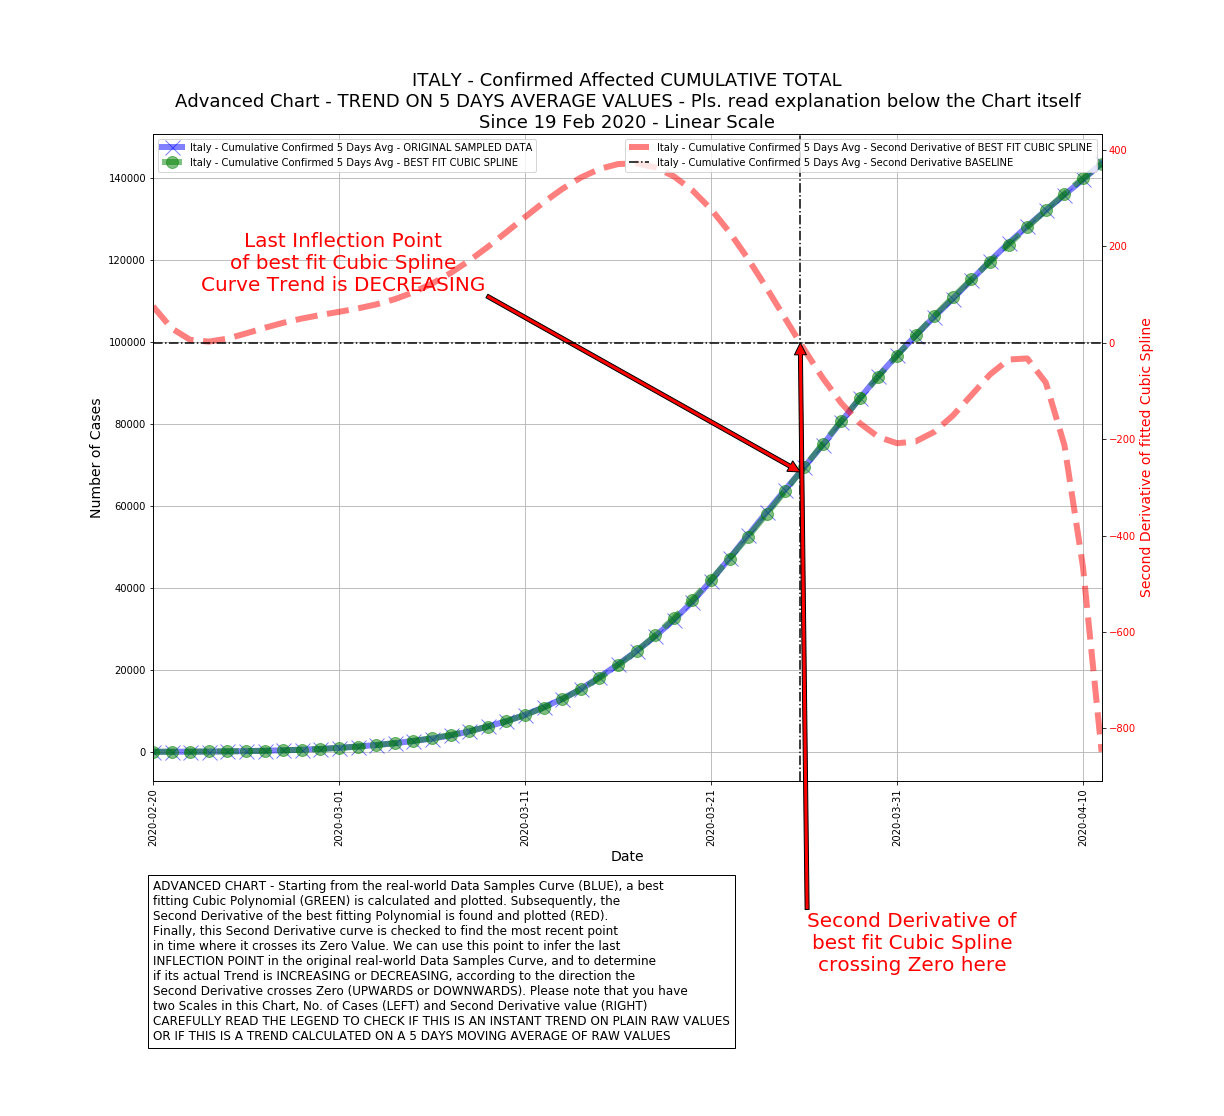 ITALY - Confirmed Affected CUMULATIVE TOTAL
Advanced Chart - TREND ON 5 DAYS AVERAGE VALUES - Pls. read explanation below the Chart itself
Since 19 Feb 2020 - Linear Scale
Italy - Cumulative Confirmed 5 Days Avg - ORIGINAL SAMPLED DATA
Italy - Cumulative Confirmed 5 Days Avg - BEST FIT CUBIC SPLINE
Italy - Cumulative Confirmed 5 Days Avg - Second Derivative of BEST FIT CUBIC SPLINE
Italy - Cumulative Confirmed 5 Days Avg - Second Derivative BASELINE
Last Inflection Point
of best fit Cubic Spline
Curve Trend is DECREASING
Number of Cases
140000
120000
100000
80000
60000
40000
20000
0
400
200
0
−200
−400
−600
−800
Second Derivative of fitted Cubic Spline
2020-02-20
2020-03-01
2020-03-11
2020-03-21
2020-03-31
2020-04-10
Date
ADVANCED CHART - Starting from the real-world Data Samples Curve (BLUE), a best
fitting Cubic Polynomial (GREEN) is calculated and plotted. Subsequently, the
Second Derivative of the best fitting Polynomial is found and plotted (RED).
Finally, this Second Derivative curve is checked to find the most recent point
in time where it crosses its Zero Value. We can use this point to infer the last
INFLECTION POINT in the original real-world Data Samples Curve, and to determine
if its actual Trend is INCREASING or DECREASING, according to the direction the
Second Derivative crosses Zero (UPWARDS or DOWNWARDS). Please note that you have
two Scales in this Chart, No. of Cases (LEFT) and Second Derivative value (RIGHT)
CAREFULLY READ THE LEGEND TO CHECK IF THIS IS AN INSTANT TREND ON PLAIN RAW VALUES
OR IF THIS IS A TREND CALCULATED ON A 5 DAYS MOVING AVERAGE OF RAW VALUES
Second Derivative of
best fit Cubic Spline
crossing Zero here